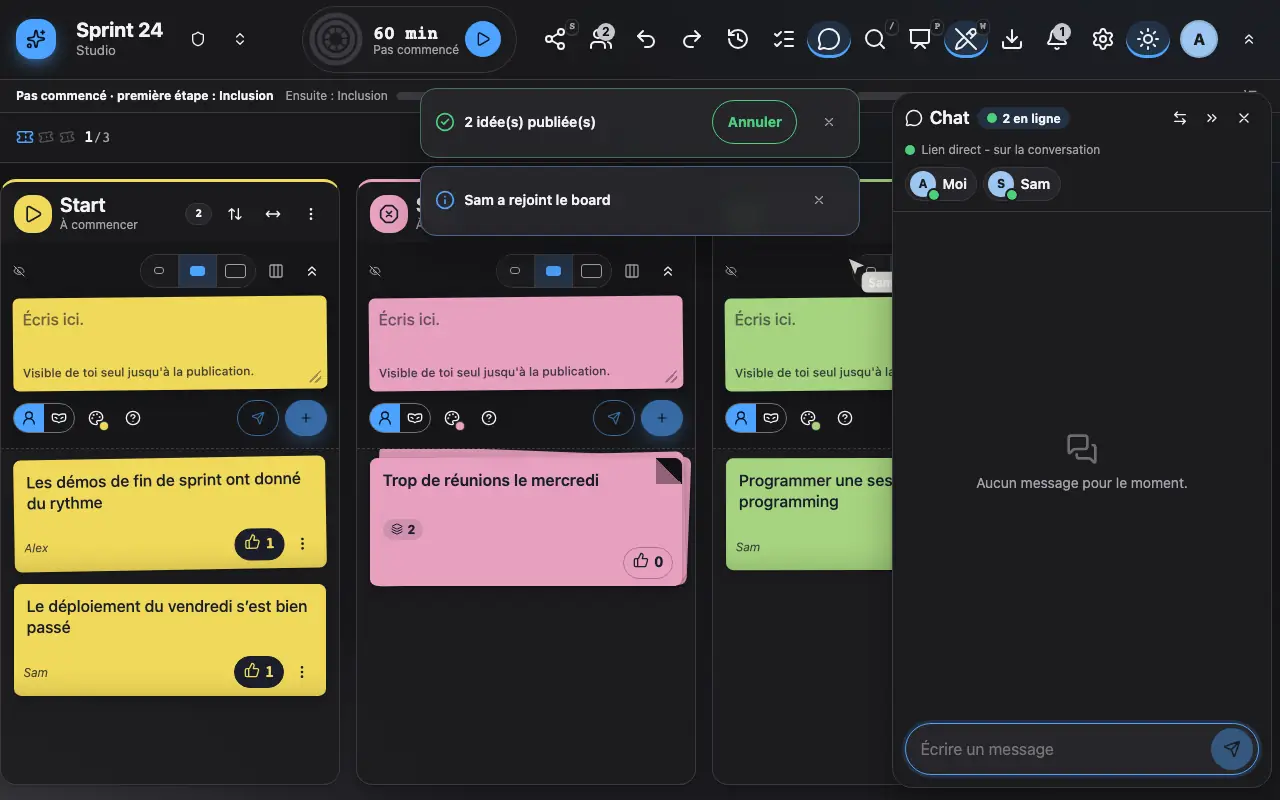 Sprint 24
Studio
60 min
Pas commencé
S
2
/
P
W
1
A
Pas commencé · première étape : Inclusion
Ensuite : Inclusion
1/3
2 idée(s) publiée(s)
Annuler
Sam a rejoint le board
Chat
2 en ligne
Lien direct - sur la conversation
A Moi
S Sam
Start
À commencer
2
Écris ici.
Visible de toi seul jusqu'à la publication.
Écris ici.
Visible de toi seul jusqu'à la publication.
Écris ici.
Visible de toi seul jusqu'à la
Les démos de fin de sprint ont donné
du rythme
Alex
1
Le déploiement du vendredi s’est bien
passé
Sam
1
Trop de réunions le mercredi
2
0
Programmer une ses
programming
Sam
Aucun message pour le moment.
Écrire un message